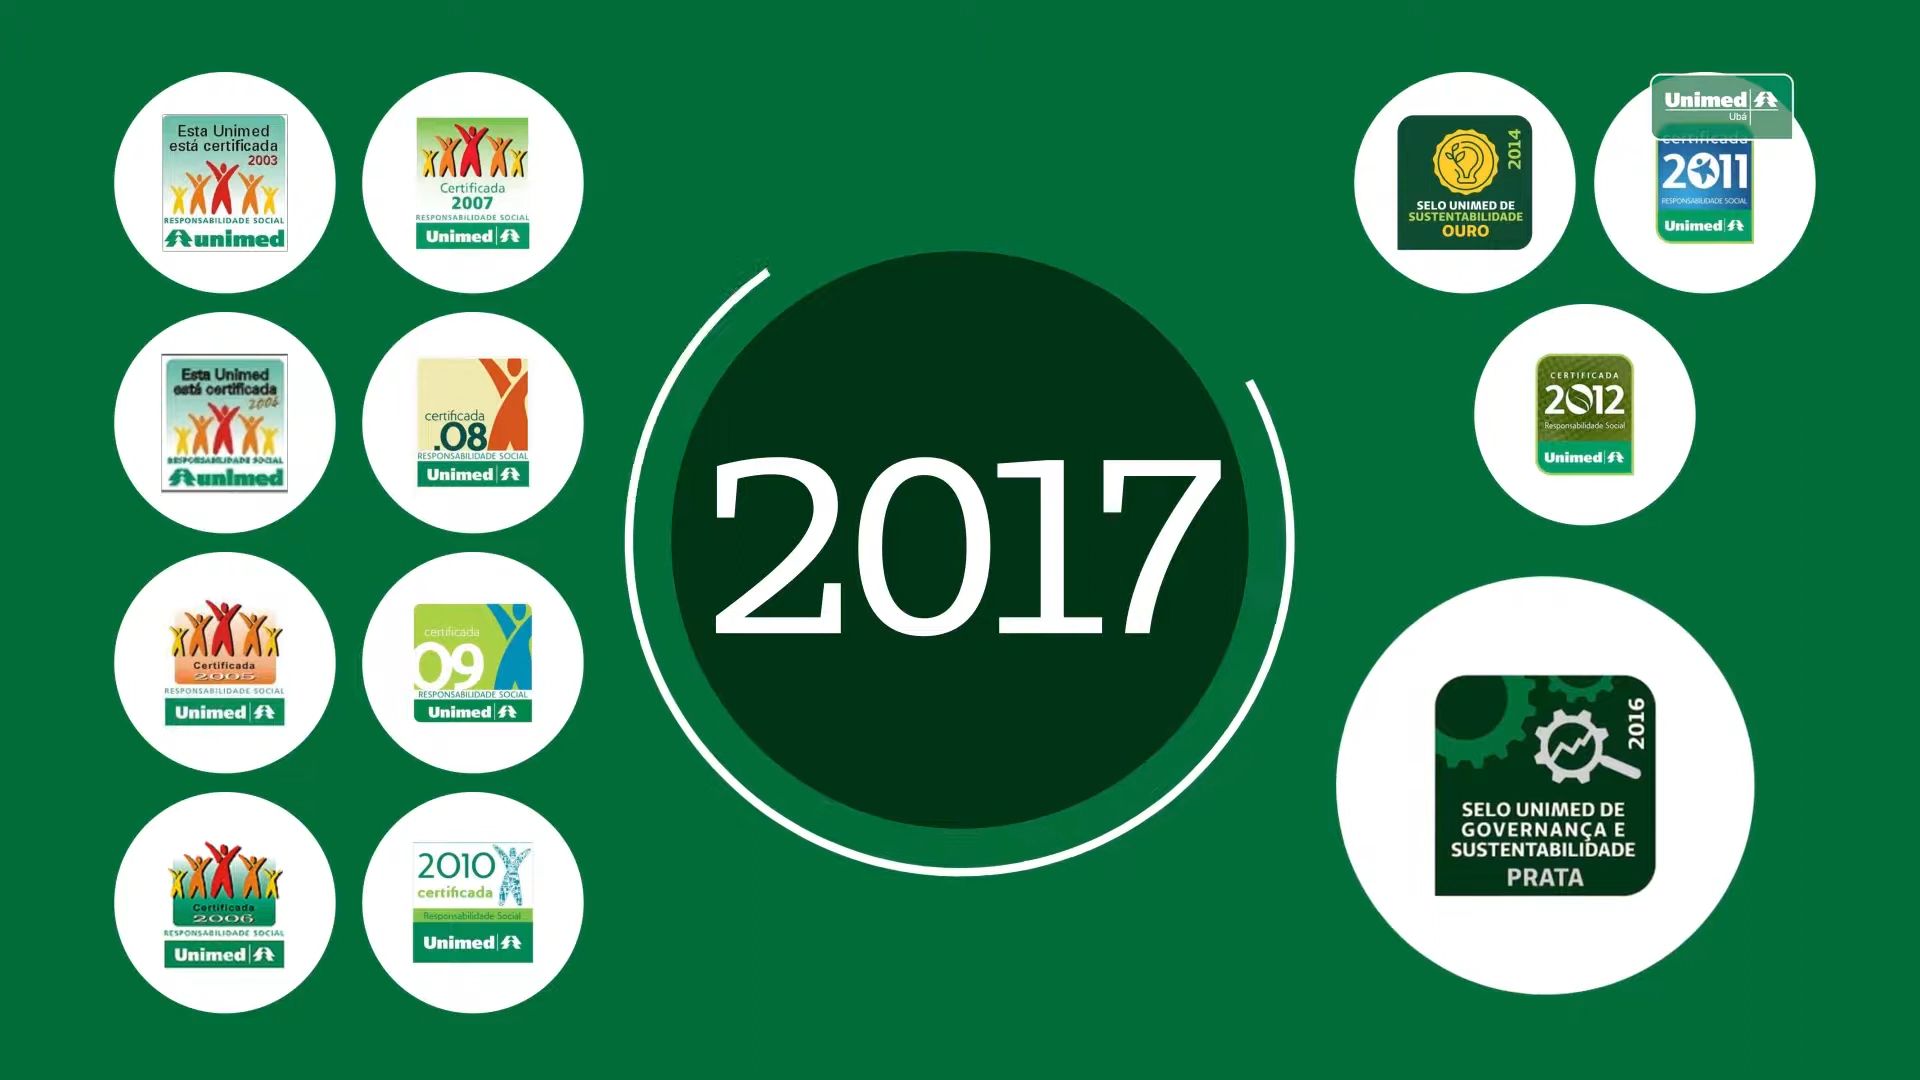 Esta Unimed
está certificada
2003
RESPONSABILIDADE SOCIAL
unimed
Certificada
2007
RESPONSABILIDADE SOCIAL
Unimed
Esta Unimed
está certificada
2004
RESPONSABILIDADE SOCIAL
unimed
certificada
.08
RESPONSABILIDADE SOCIAL
Unimed
Certificada
2005
RESPONSABILIDADE SOCIAL
Unimed
certificada
09
RESPONSABILIDADE SOCIAL
Unimed
Certificada
2006
RESPONSABILIDADE SOCIAL
Unimed
2010
certificada
Responsabilidade Social
Unimed
2017
2014
SELO UNIMED DE
SUSTENTABILIDADE
OURO
Unimed
Ubá
certificada
2011
RESPONSABILIDADE SOCIAL
Unimed
CERTIFICADA
2012
Responsabilidade Social
Unimed
2016
SELO UNIMED DE
GOVERNANÇA E
SUSTENTABILIDADE
PRATA